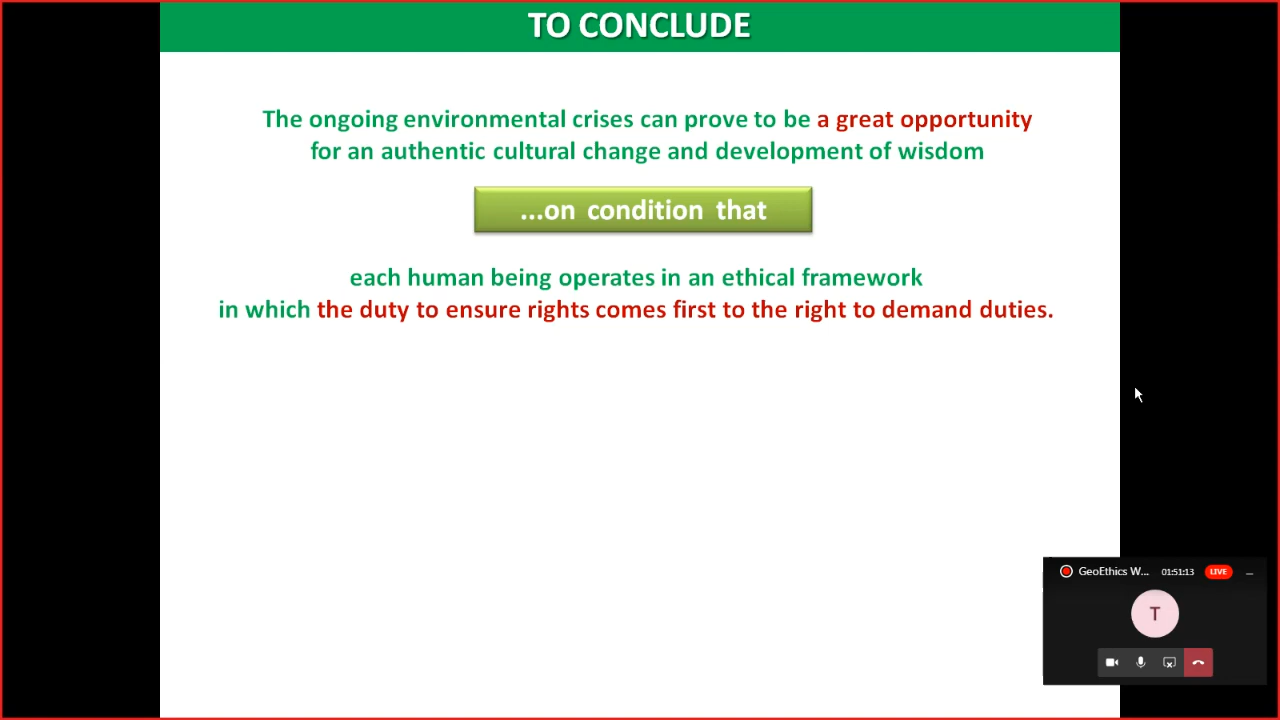 TO CONCLUDE
The ongoing environmental crises can prove to be a great opportunity
for an authentic cultural change and development of wisdom
...on condition that
each human being operates in an ethical framework
in which the duty to ensure rights comes first to the right to demand duties.
GeoEthics W... 01:51:13 LIVE
T